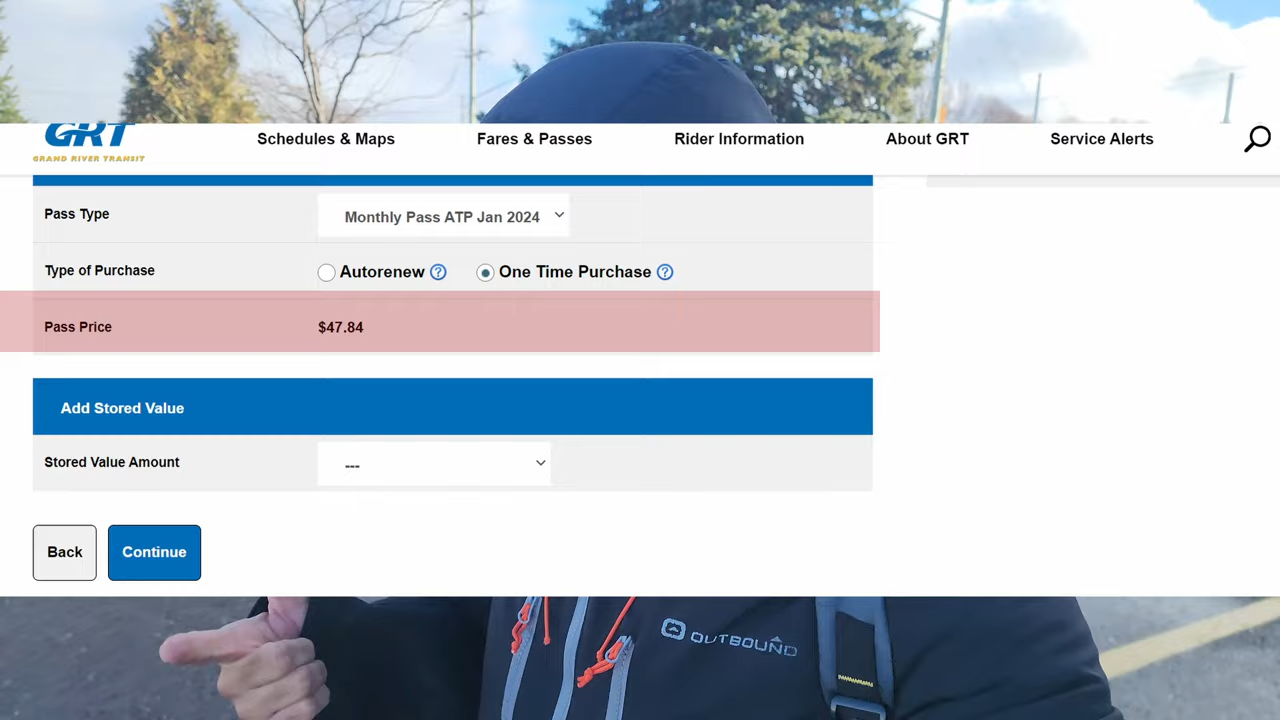 GRT
GRAND RIVER TRANSIT
Schedules & Maps Fares & Passes Rider Information About GRT Service Alerts
Pass Type Monthly Pass ATP Jan 2024
Type of Purchase Autorenew ? One Time Purchase ?
Pass Price $47.84
Add Stored Value
Stored Value Amount ---
Back Continue
OUTBOUND